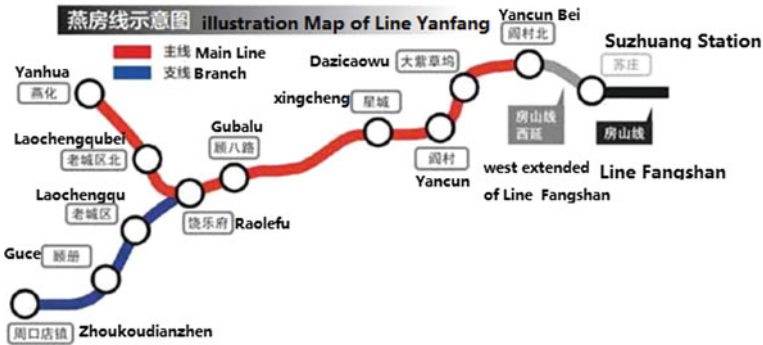 燕房线示意图 illustration Map of Line Yanfang
主线 Main Line
支线 Branch
Yancun Bei
阎村北
Suzhuang Station
苏庄
Dazicaowu 大紫草坞
Yanhua
燕化
xingcheng 星城
房山线
西延
房山线
Laochengqubei
老城区北
Gubalu
顾八路
阎村
Yancun
west extended
of Line Fangshan
Line Fangshan
Laochengqu
老城区
饶乐府 Raolefu
Guce 顾册
周口店镇 Zhoukoudianzhen